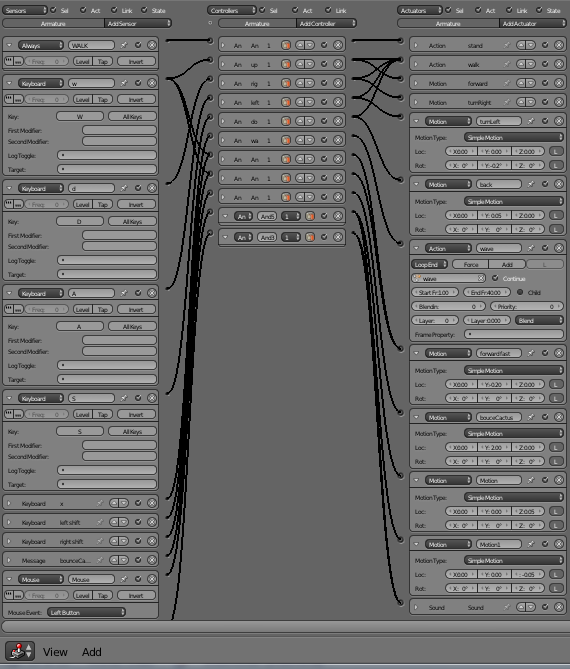 Sensors Sel Act Link State
Armature Add Sensor
Always WALK
Freq: 0 Level Tap Invert
Keyboard w
Freq: 0 Level Tap Invert
Key: W All Keys
First Modifier:
Second Modifier:
Log Toggle:
Target:
Keyboard d
Freq: 0 Level Tap Invert
Key: D All Keys
First Modifier:
Second Modifier:
Log Toggle:
Target:
Keyboard A
Freq: 0 Level Tap Invert
Key: A All Keys
First Modifier:
Second Modifier:
Log Toggle:
Target:
Keyboard S
Freq: 0 Level Tap Invert
Key: S All Keys
First Modifier:
Second Modifier:
Log Toggle:
Target:
Keyboard x
Keyboard left shift
Keyboard right shift
Message bounceCa...
Mouse Mouse
Freq: 0 Level Tap Invert
Mouse Event: Left Button
Controllers Sel Act Link
Armature Add Controller
An An 1
An up 1
An rig 1
An left 1
An do 1
An wa 1
An An 1
An An 1
An An 1
An 1
An 1
Actuators Sel Act Link State
Armature Add Actuator
Action stand
Action walk
Motion forward
Motion turnRight
Motion turnLeft
Motion Type: Simple Motion
Loc: X:0.00 Y: 0.00 Z:0.00 L
Rot: X: 0° Y:-0.2° Z: 0° L
Motion back
Motion Type: Simple Motion
Loc: X:0.00 Y: 0.05 Z:0.00 L
Rot: X: 0° Y: 0° Z: 0° L
Action wave
Loop End Force Add L
wave Continue
Start Fr:1.00 End Fr:40.00 Child
Blendin: 0 Priority: 0
Layer: 0 Layer 0.000 Blend
Frame Property:
Motion forwardfast
Motion Type: Simple Motion
Loc: X:0.00 Y:-0.20 Z:0.00 L
Rot: X: 0° Y: 0° Z: 0° L
Motion bouceCactus
Motion Type: Simple Motion
Loc: X:0.00 Y: 2.00 Z:0.00 L
Rot: X: 0° Y: 0° Z: 0° L
Motion Motion
Motion Type: Simple Motion
Loc: X:0.00 Y: 0.00 Z:0.05 L
Rot: X: 0° Y: 0° Z: 0° L
Motion Motion1
Motion Type: Simple Motion
Loc: X:0.00 Y: 0.00 : -0.05 L
Rot: X: 0° Y: 0° Z: 0° L
Sound Sound
View Add